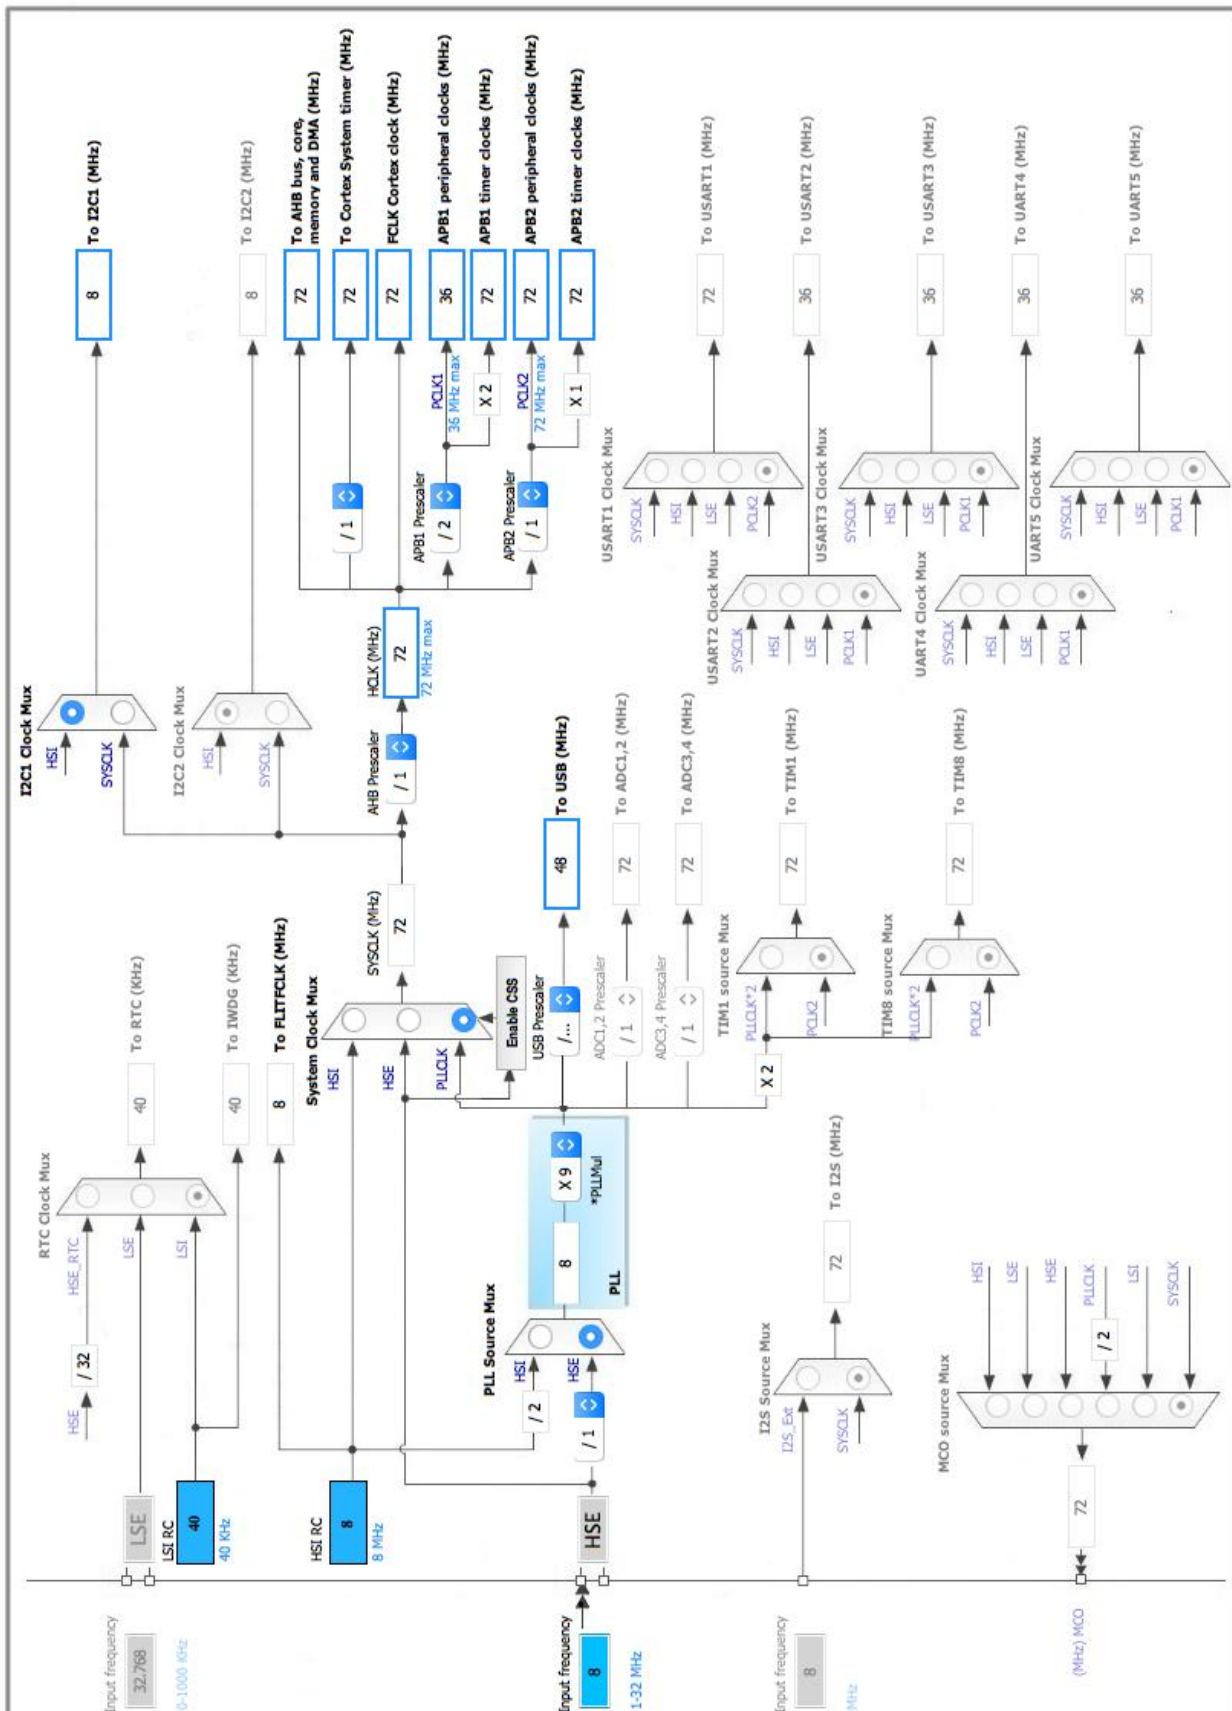 Input frequency
32.768
0-1000 KHz
LSE
LSI RC
40
40 KHz
HSE
/ 32
HSE_RTC
LSE
LSI
RTC Clock Mux
40
To RTC (KHz)
40
To IWDG (KHz)
HSI RC
8
8 MHz
8
To FLITFCLK (MHz)
Input frequency
8
1-32 MHz
HSE
/ 2
/ 1
HSI
HSE
PLL Source Mux
8
X 9
*PLLMul
PLL
System Clock Mux
HSI
HSE
PLLCLK
Enable CSS
SYSCLK (MHz)
72
AHB Prescaler
/ 1
HCLK (MHz)
72
72 MHz max
I2C1 Clock Mux
HSI
SYSCLK
8
To I2C1 (MHz)
I2C2 Clock Mux
HSI
SYSCLK
8
To I2C2 (MHz)
72
To AHB bus, core,
memory and DMA (MHz)
/ 1
72
To Cortex System timer (MHz)
72
FCLK Cortex clock (MHz)
APB1 Prescaler
/ 2
PCLK1
36 MHz max
36
APB1 peripheral clocks (MHz)
X 2
72
APB1 timer clocks (MHz)
APB2 Prescaler
/ 1
PCLK2
72 MHz max
72
APB2 peripheral clocks (MHz)
X 1
72
APB2 timer clocks (MHz)
USB Prescaler
/...
48
To USB (MHz)
ADC1,2 Prescaler
/ 1
72
To ADC1,2 (MHz)
ADC3,4 Prescaler
/ 1
72
To ADC3,4 (MHz)
X 2
TIM1 source Mux
PLLCLK*2
PCLK2
72
To TIM1 (MHz)
TIM8 source Mux
PLLCLK*2
PCLK2
72
To TIM8 (MHz)
USART1 Clock Mux
SYSCLK
HSI
LSE
PCLK2
72
To USART1 (MHz)
USART2 Clock Mux
SYSCLK
HSI
LSE
PCLK1
36
To USART2 (MHz)
USART3 Clock Mux
SYSCLK
HSI
LSE
PCLK1
36
To USART3 (MHz)
UART4 Clock Mux
SYSCLK
HSI
LSE
PCLK1
36
To UART4 (MHz)
UART5 Clock Mux
SYSCLK
HSI
LSE
PCLK1
36
To UART5 (MHz)
Input frequency
8
MHz
I2S Source Mux
I2S_Ext
SYSCLK
72
To I2S (MHz)
(MHz) MCO
72
MCO source Mux
HSI
LSE
HSE
/ 2
PLLCLK
LSI
SYSCLK